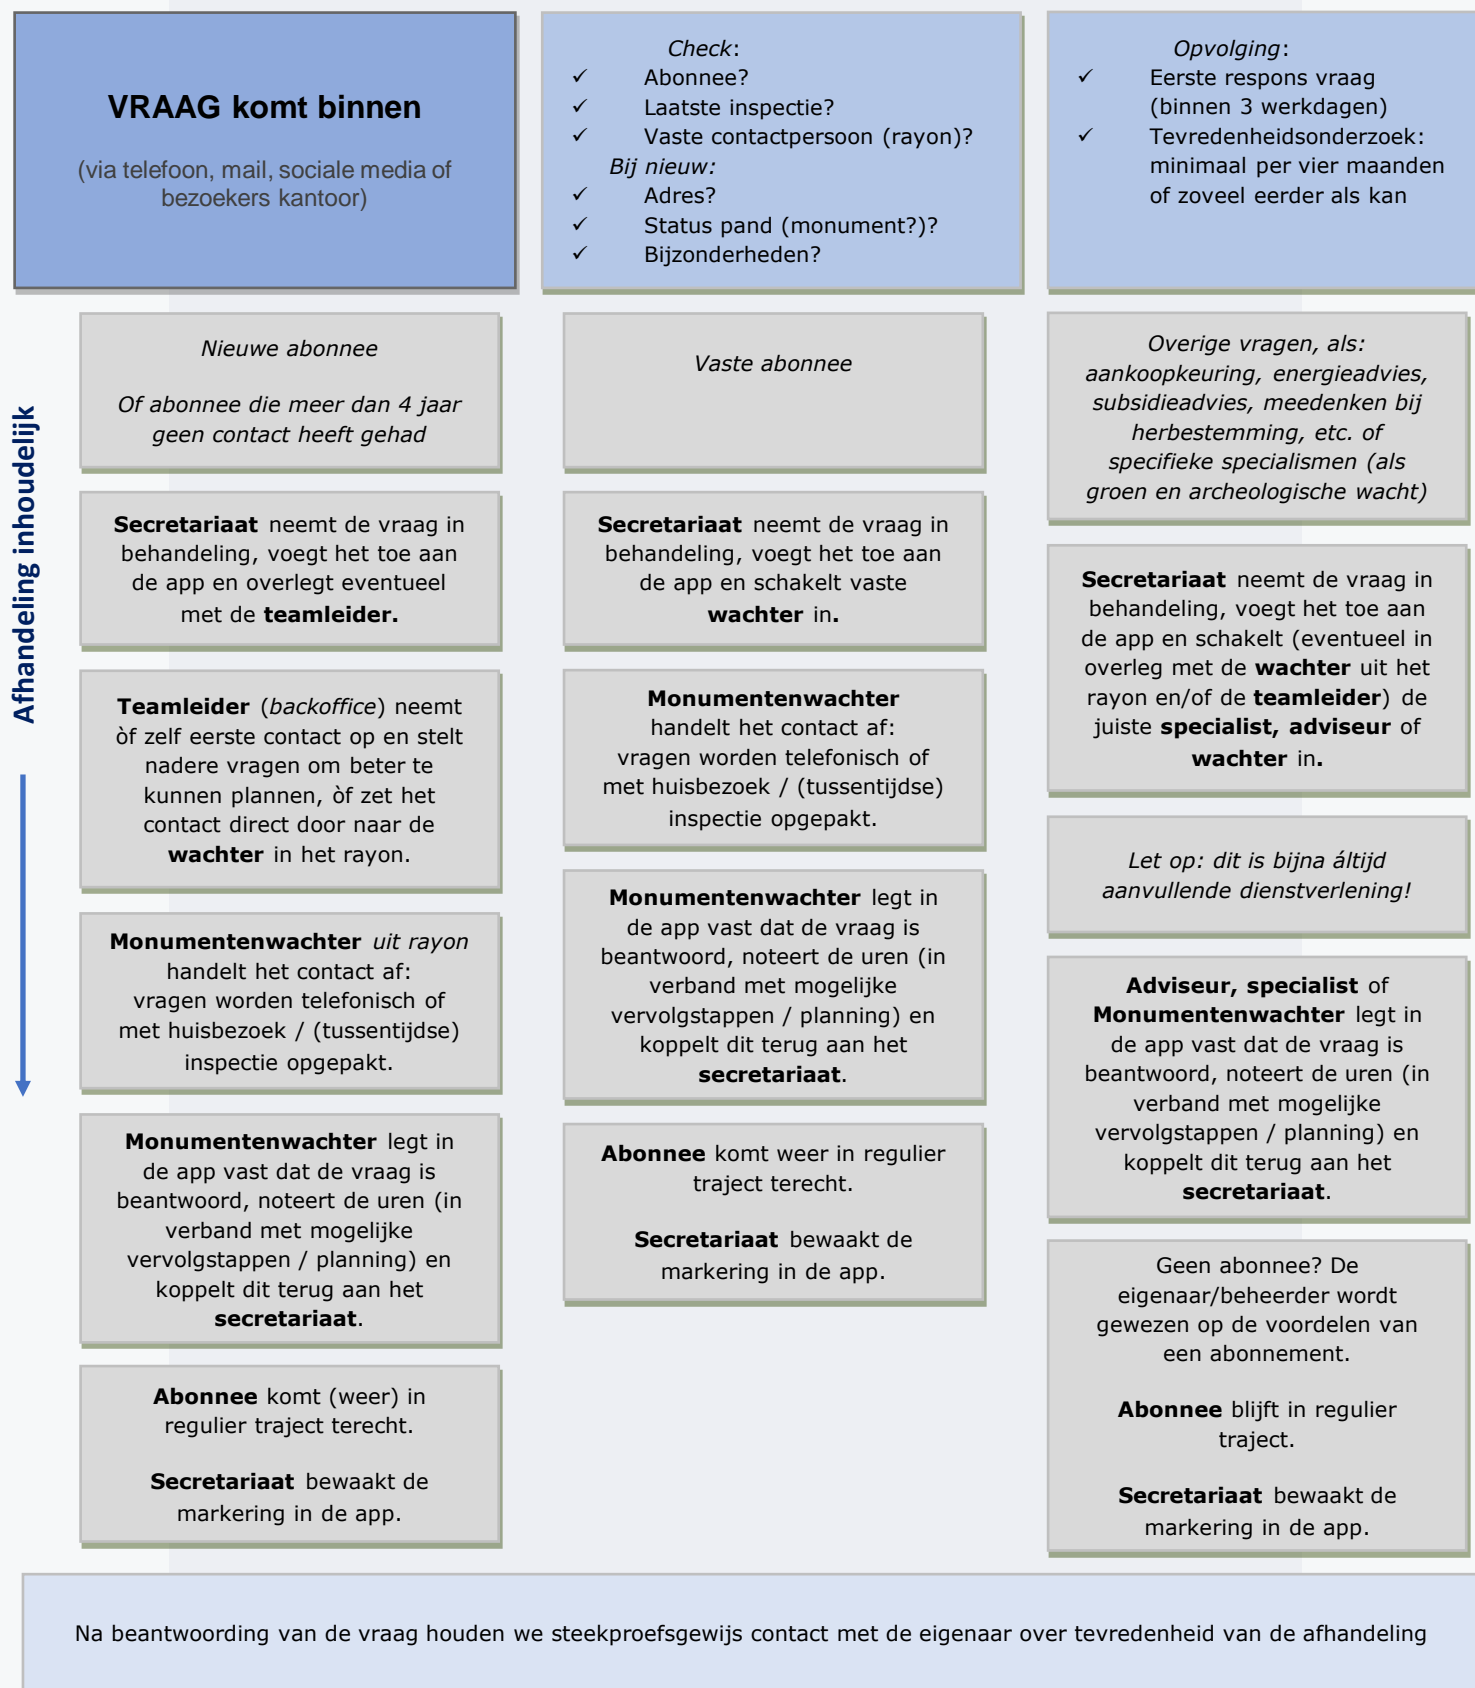 VRAAG komt binnen
(via telefoon, mail, sociale media of
bezoekers kantoor)
Check:
✓ Abonnee?
✓ Laatste inspectie?
✓ Vaste contactpersoon (rayon)?
Bij nieuw:
✓ Adres?
✓ Status pand (monument?)?
✓ Bijzonderheden?
Opvolging:
✓ Eerste respons vraag
(binnen 3 werkdagen)
✓ Tevredenheidsonderzoek:
minimaal per vier maanden
of zoveel eerder als kan
Afhandeling inhoudelijk
Nieuwe abonnee
Of abonnee die meer dan 4 jaar
geen contact heeft gehad
Secretariaat neemt de vraag in
behandeling, voegt het toe aan
de app en overlegt eventueel
met de teamleider.
Teamleider (backoffice) neemt
òf zelf eerste contact op en stelt
nadere vragen om beter te
kunnen plannen, òf zet het
contact direct door naar de
wachter in het rayon.
Monumentenwachter uit rayon
handelt het contact af:
vragen worden telefonisch of
met huisbezoek / (tussentijdse)
inspectie opgepakt.
Monumentenwachter legt in
de app vast dat de vraag is
beantwoord, noteert de uren (in
verband met mogelijke
vervolgstappen / planning) en
koppelt dit terug aan het
secretariaat.
Abonnee komt (weer) in
regulier traject terecht.
Secretariaat bewaakt de
markering in de app.
Vaste abonnee
Secretariaat neemt de vraag in
behandeling, voegt het toe aan
de app en schakelt vaste
wachter in.
Monumentenwachter
handelt het contact af:
vragen worden telefonisch of
met huisbezoek / (tussentijdse)
inspectie opgepakt.
Monumentenwachter legt in
de app vast dat de vraag is
beantwoord, noteert de uren (in
verband met mogelijke
vervolgstappen / planning) en
koppelt dit terug aan het
secretariaat.
Abonnee komt weer in regulier
traject terecht.
Secretariaat bewaakt de
markering in de app.
Overige vragen, als:
aankoopkeuring, energieadvies,
subsidieadvies, meedenken bij
herbestemming, etc. of
specifieke specialismen (als
groen en archeologische wacht)
Secretariaat neemt de vraag in
behandeling, voegt het toe aan
de app en schakelt (eventueel in
overleg met de wachter uit het
rayon en/of de teamleider) de
juiste specialist, adviseur of
wachter in.
Let op: dit is bijna áltijd
aanvullende dienstverlening!
Adviseur, specialist of
Monumentenwachter legt in
de app vast dat de vraag is
beantwoord, noteert de uren (in
verband met mogelijke
vervolgstappen / planning) en
koppelt dit terug aan het
secretariaat.
Geen abonnee? De
eigenaar/beheerder wordt
gewezen op de voordelen van
een abonnement.
Abonnee blijft in regulier
traject.
Secretariaat bewaakt de
markering in de app.
Na beantwoording van de vraag houden we steekproefsgewijs contact met de eigenaar over tevredenheid van de afhandeling